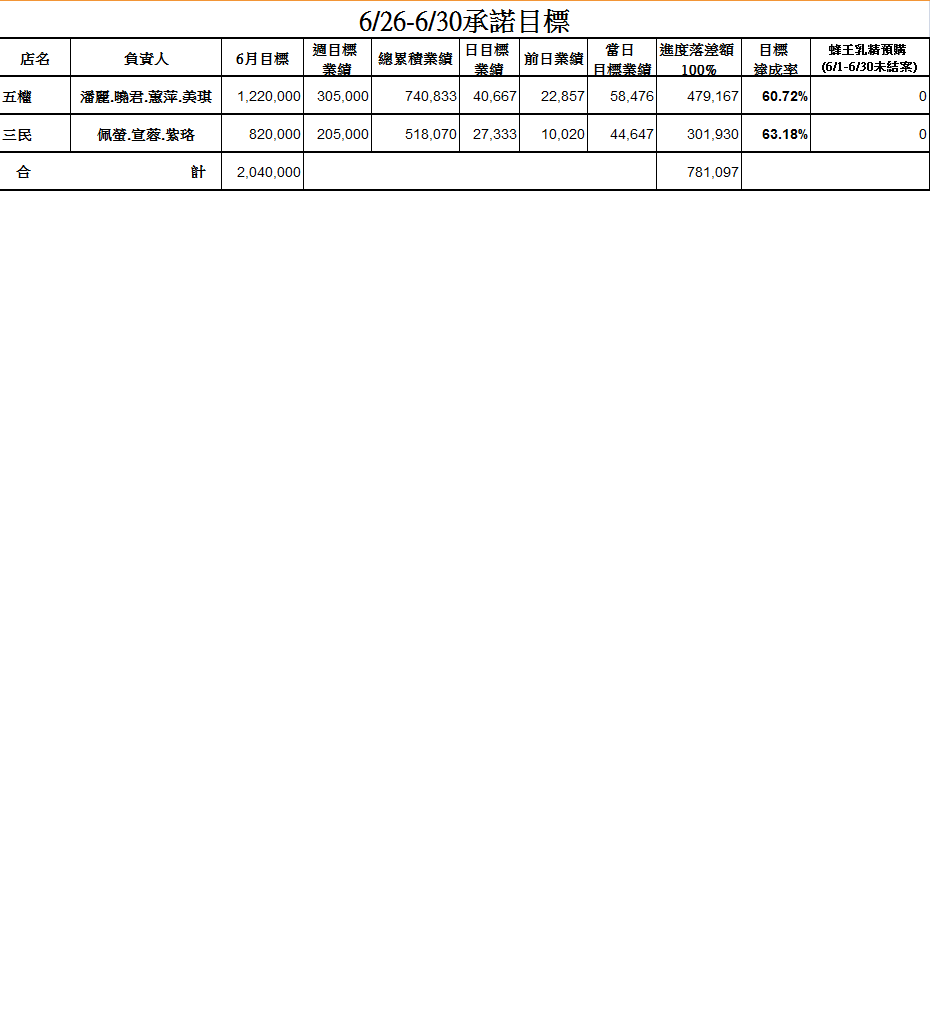 6/26-6/30承諾目標
店名 負責人 6月目標 週目標業績 總累積業績 日目標業績 前日業績 當日目標業績 進度落差額100% 目標達成率 蜂王乳精預購(6/1-6/30未結案)
五權 潘麗.曉君.蕙萍.美琪 1,220,000 305,000 740,833 40,667 22,857 58,476 479,167 60.72% 0
三民 佩螢.宣蓉.紫珞 820,000 205,000 518,070 27,333 10,020 44,647 301,930 63.18% 0
合 計 2,040,000 781,097